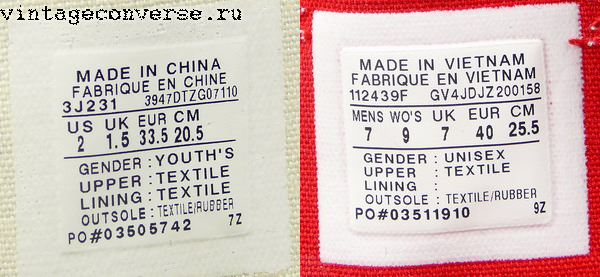 vintageconverse.ru
MADE IN CHINA
FABRIQUE EN CHINE
3J231 3947DTZG07110
US UK EUR CM
2 1.5 33.5 20.5
GENDER : YOUTH'S
UPPER : TEXTILE
LINING : TEXTILE
OUTSOLE : TEXTILE/RUBBER
PO#03505742 7Z
MADE IN VIETNAM
FABRIQUE EN VIETNAM
112439F GV4JDJZ200158
MENS WO'S UK EUR CM
7 9 7 40 25.5
GENDER : UNISEX
UPPER : TEXTILE
LINING :
OUTSOLE : TEXTILE/RUBBER
PO#03511910 9Z